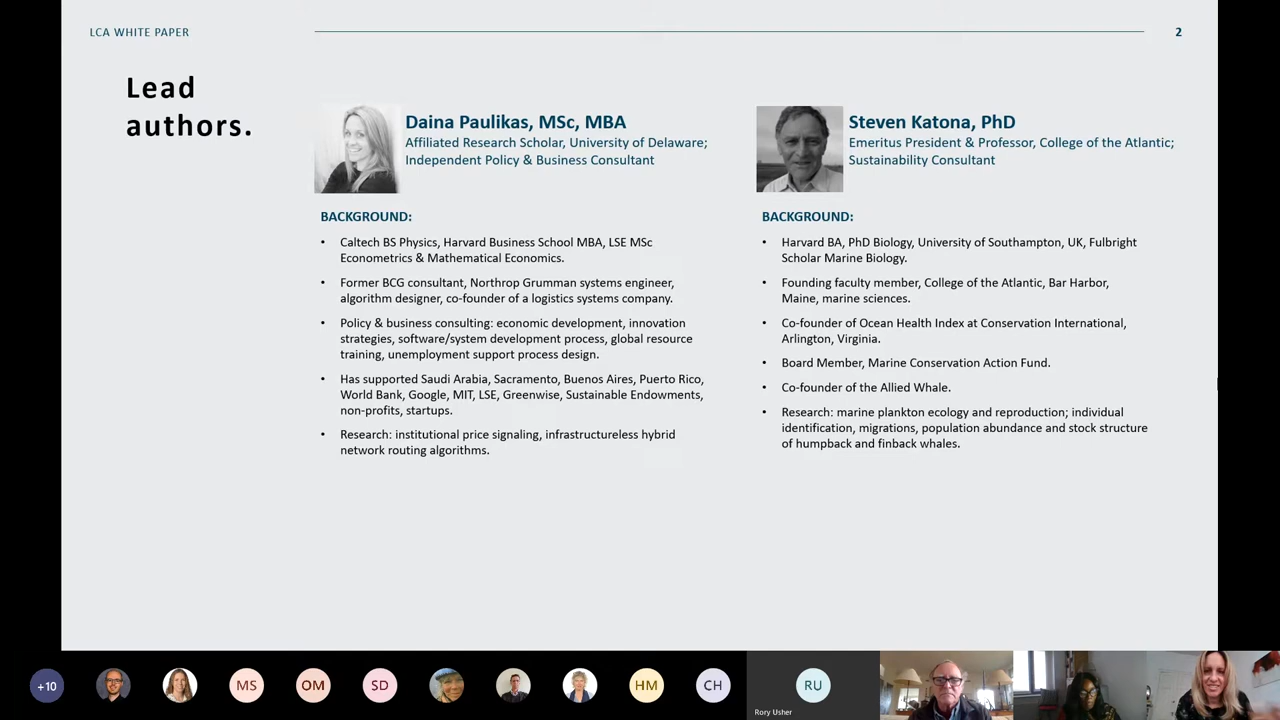 LCA WHITE PAPER
2
Lead
authors.
Daina Paulikas, MSc, MBA
Affiliated Research Scholar, University of Delaware;
Independent Policy & Business Consultant
BACKGROUND:
• Caltech BS Physics, Harvard Business School MBA, LSE MSc
Econometrics & Mathematical Economics.
• Former BCG consultant, Northrop Grumman systems engineer,
algorithm designer, co-founder of a logistics systems company.
• Policy & business consulting: economic development, innovation
strategies, software/system development process, global resource
training, unemployment support process design.
• Has supported Saudi Arabia, Sacramento, Buenos Aires, Puerto Rico,
World Bank, Google, MIT, LSE, Greenwise, Sustainable Endowments,
non-profits, startups.
• Research: institutional price signaling, infrastructureless hybrid
network routing algorithms.
Steven Katona, PhD
Emeritus President & Professor, College of the Atlantic;
Sustainability Consultant
BACKGROUND:
• Harvard BA, PhD Biology, University of Southampton, UK, Fulbright
Scholar Marine Biology.
• Founding faculty member, College of the Atlantic, Bar Harbor,
Maine, marine sciences.
• Co-founder of Ocean Health Index at Conservation International,
Arlington, Virginia.
• Board Member, Marine Conservation Action Fund.
• Co-founder of the Allied Whale.
• Research: marine plankton ecology and reproduction; individual
identification, migrations, population abundance and stock structure
of humpback and finback whales.
+10
MS
OM
SD
HM
CH
RU
Rory Usher